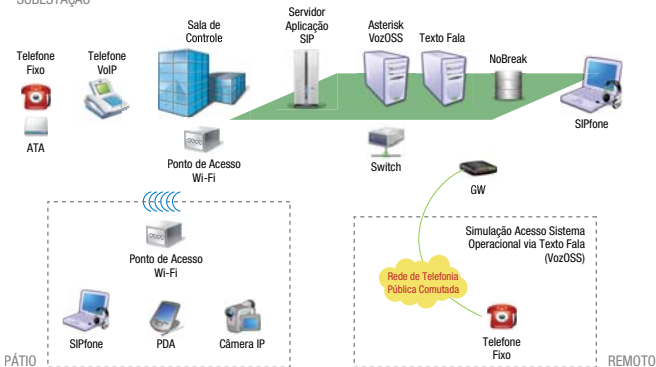 SUBESTAÇÃO
Telefone
Fixo
Telefone
VoIP
Sala de
Controle
Servidor
Aplicação
SIP
Asterisk
VozOSS
Texto Fala
NoBreak
SIPfone
ATA
Ponto de Acesso
Wi-Fi
Switch
GW
Ponto de Acesso
Wi-Fi
SIPfone
PDA
Câmera IP
PÁTIO
Simulação Acesso Sistema
Operacional via Texto Fala
(VozOSS)
Rede de Telefonia
Pública Comutada
Telefone
Fixo
REMOTO